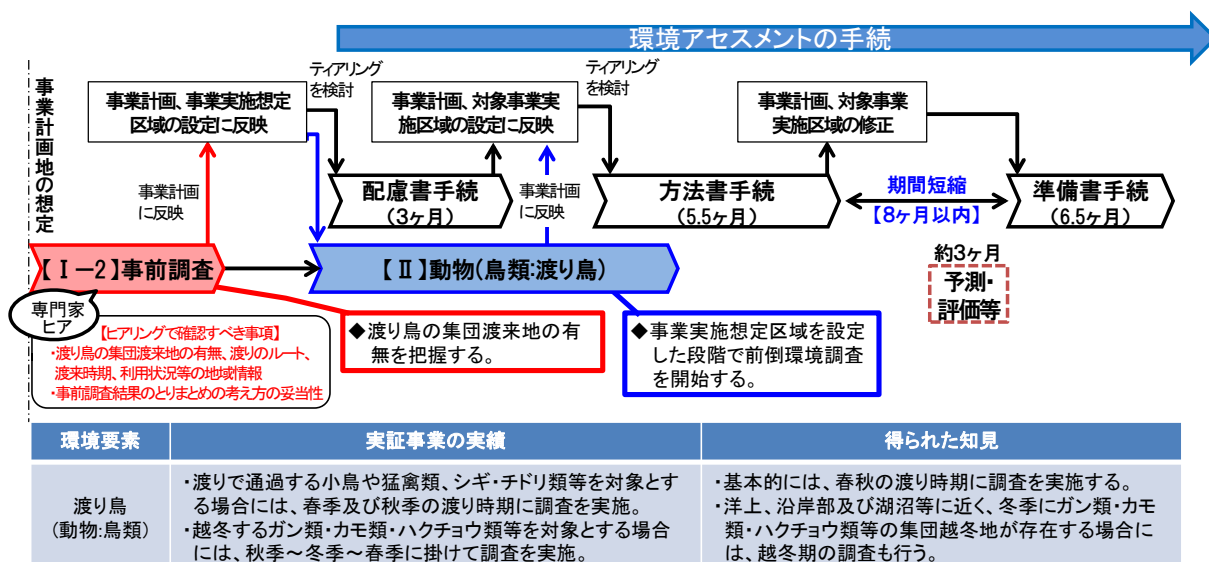 環境アセスメントの手続
事業計画地の想定
事業計画、事業実施想定
区域の設定に反映
ティアリング
を検討
事業計画、対象事業実
施区域の設定に反映
ティアリング
を検討
事業計画、対象事業
実施区域の修正
事業計画
に反映
配慮書手続
(3ヶ月)
事業計画
に反映
方法書手続
(5.5ヶ月)
期間短縮
【8ヶ月以内】
準備書手続
(6.5ヶ月)
【Ⅰ－2】事前調査
【Ⅱ】動物(鳥類:渡り鳥)
約3ヶ月
予測・
評価等
専門家
ヒア
【ヒアリングで確認すべき事項】
・渡り鳥の集団渡来地の有無、渡りのルート、
渡来時期、利用状況等の地域情報
・事前調査結果のとりまとめの考え方の妥当性
◆渡り鳥の集団渡来地の有
無を把握する。
◆事業実施想定区域を設定
した段階で前倒環境調査
を開始する。
環境要素
実証事業の実績
得られた知見
渡り鳥
(動物:鳥類)
・渡りで通過する小鳥や猛禽類、シギ・チドリ類等を対象とす
る場合には、春季及び秋季の渡り時期に調査を実施。
・越冬するガン類・カモ類・ハクチョウ類等を対象とする場合
には、秋季～冬季～春季に掛けて調査を実施。
・基本的には、春秋の渡り時期に調査を実施する。
・洋上、沿岸部及び湖沼等に近く、冬季にガン類・カモ
類・ハクチョウ類等の集団越冬地が存在する場合に
は、越冬期の調査も行う。